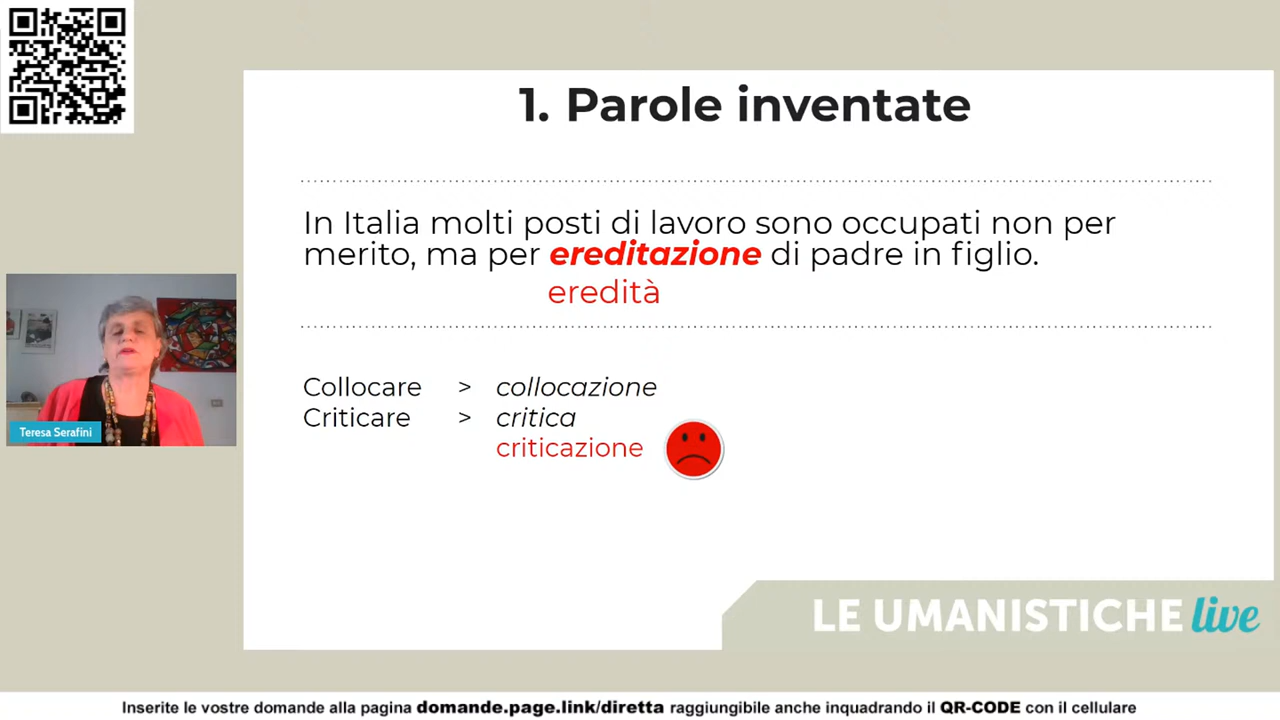 1. Parole inventate
In Italia molti posti di lavoro sono occupati non per
merito, ma per ereditazione di padre in figlio.
eredità
Collocare > collocazione
Criticare > critica
criticazione
Teresa Serafini
LE UMANISTICHE live
Inserite le vostre domande alla pagina domande.page.link/diretta raggiungibile anche inquadrando il QR-CODE con il cellulare